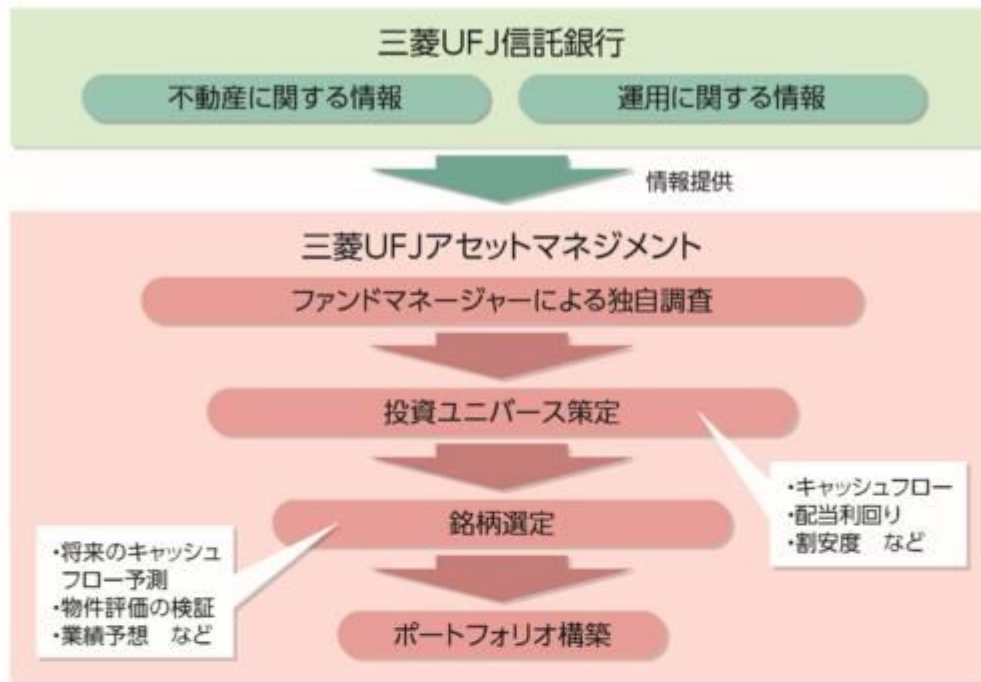 三菱UFJ信託銀行
不動産に関する情報
運用に関する情報
情報提供
三菱UFJアセットマネジメント
ファンドマネージャーによる独自調査
投資ユニバース策定
・キャッシュフロー
・配当利回り
・割安度　など
銘柄選定
・将来のキャッシュ
フロー予測
・物件評価の検証
・業績予想　など
ポートフォリオ構築